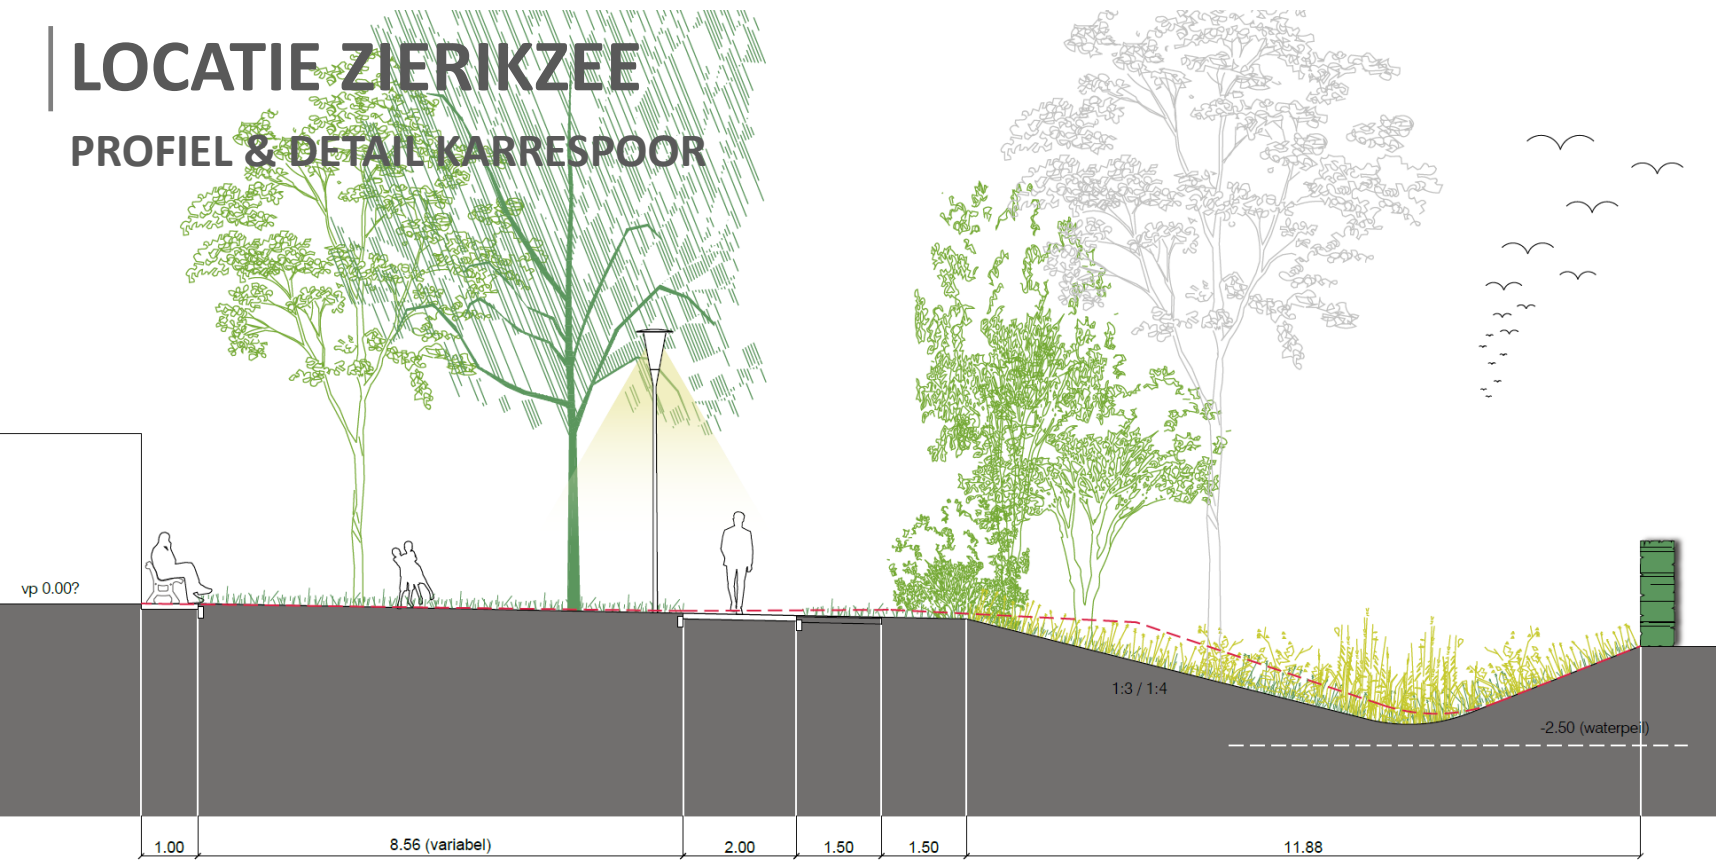 LOCATIE ZIERIKZEE
PROFIEL & DETAIL KARRESPOOR
vp 0.00?
1:3 / 1:4
-2.50 (waterpeil)
1.00
8.56 (variabel)
2.00
1.50
1.50
11.88